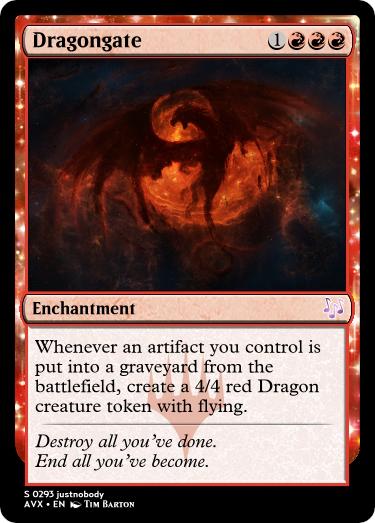 Dragongate 1
Enchantment
Whenever an artifact you control is
put into a graveyard from the
battlefield, create a 4/4 red Dragon
creature token with flying.
Destroy all you've done.
End all you've become.
S 0293 justnobody
AVX • EN TIM BARTON